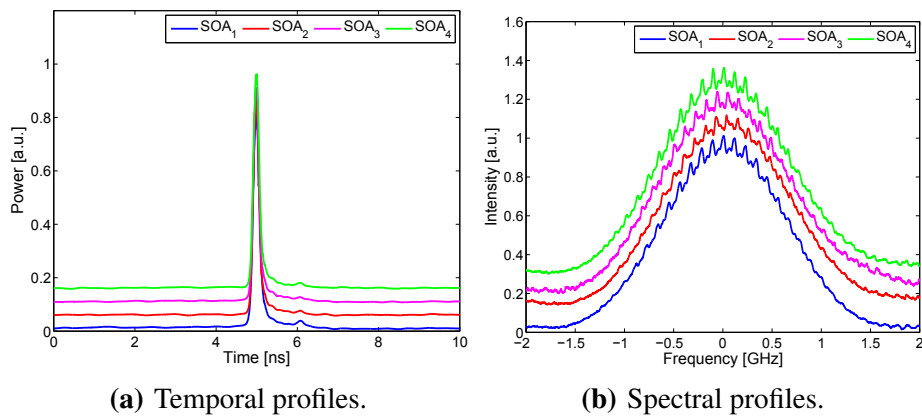 SOA1 SOA2 SOA3 SOA4
Power [a.u.]
1
0.8
0.6
0.4
0.2
0
0 2 4 6 8 10
Time [ns]
(a) Temporal profiles.
SOA1 SOA2 SOA3 SOA4
Intensity [a.u.]
1.6
1.4
1.2
1
0.8
0.6
0.4
0.2
0
−2 −1.5 −1 −0.5 0 0.5 1 1.5 2
Frequency [GHz]
(b) Spectral profiles.